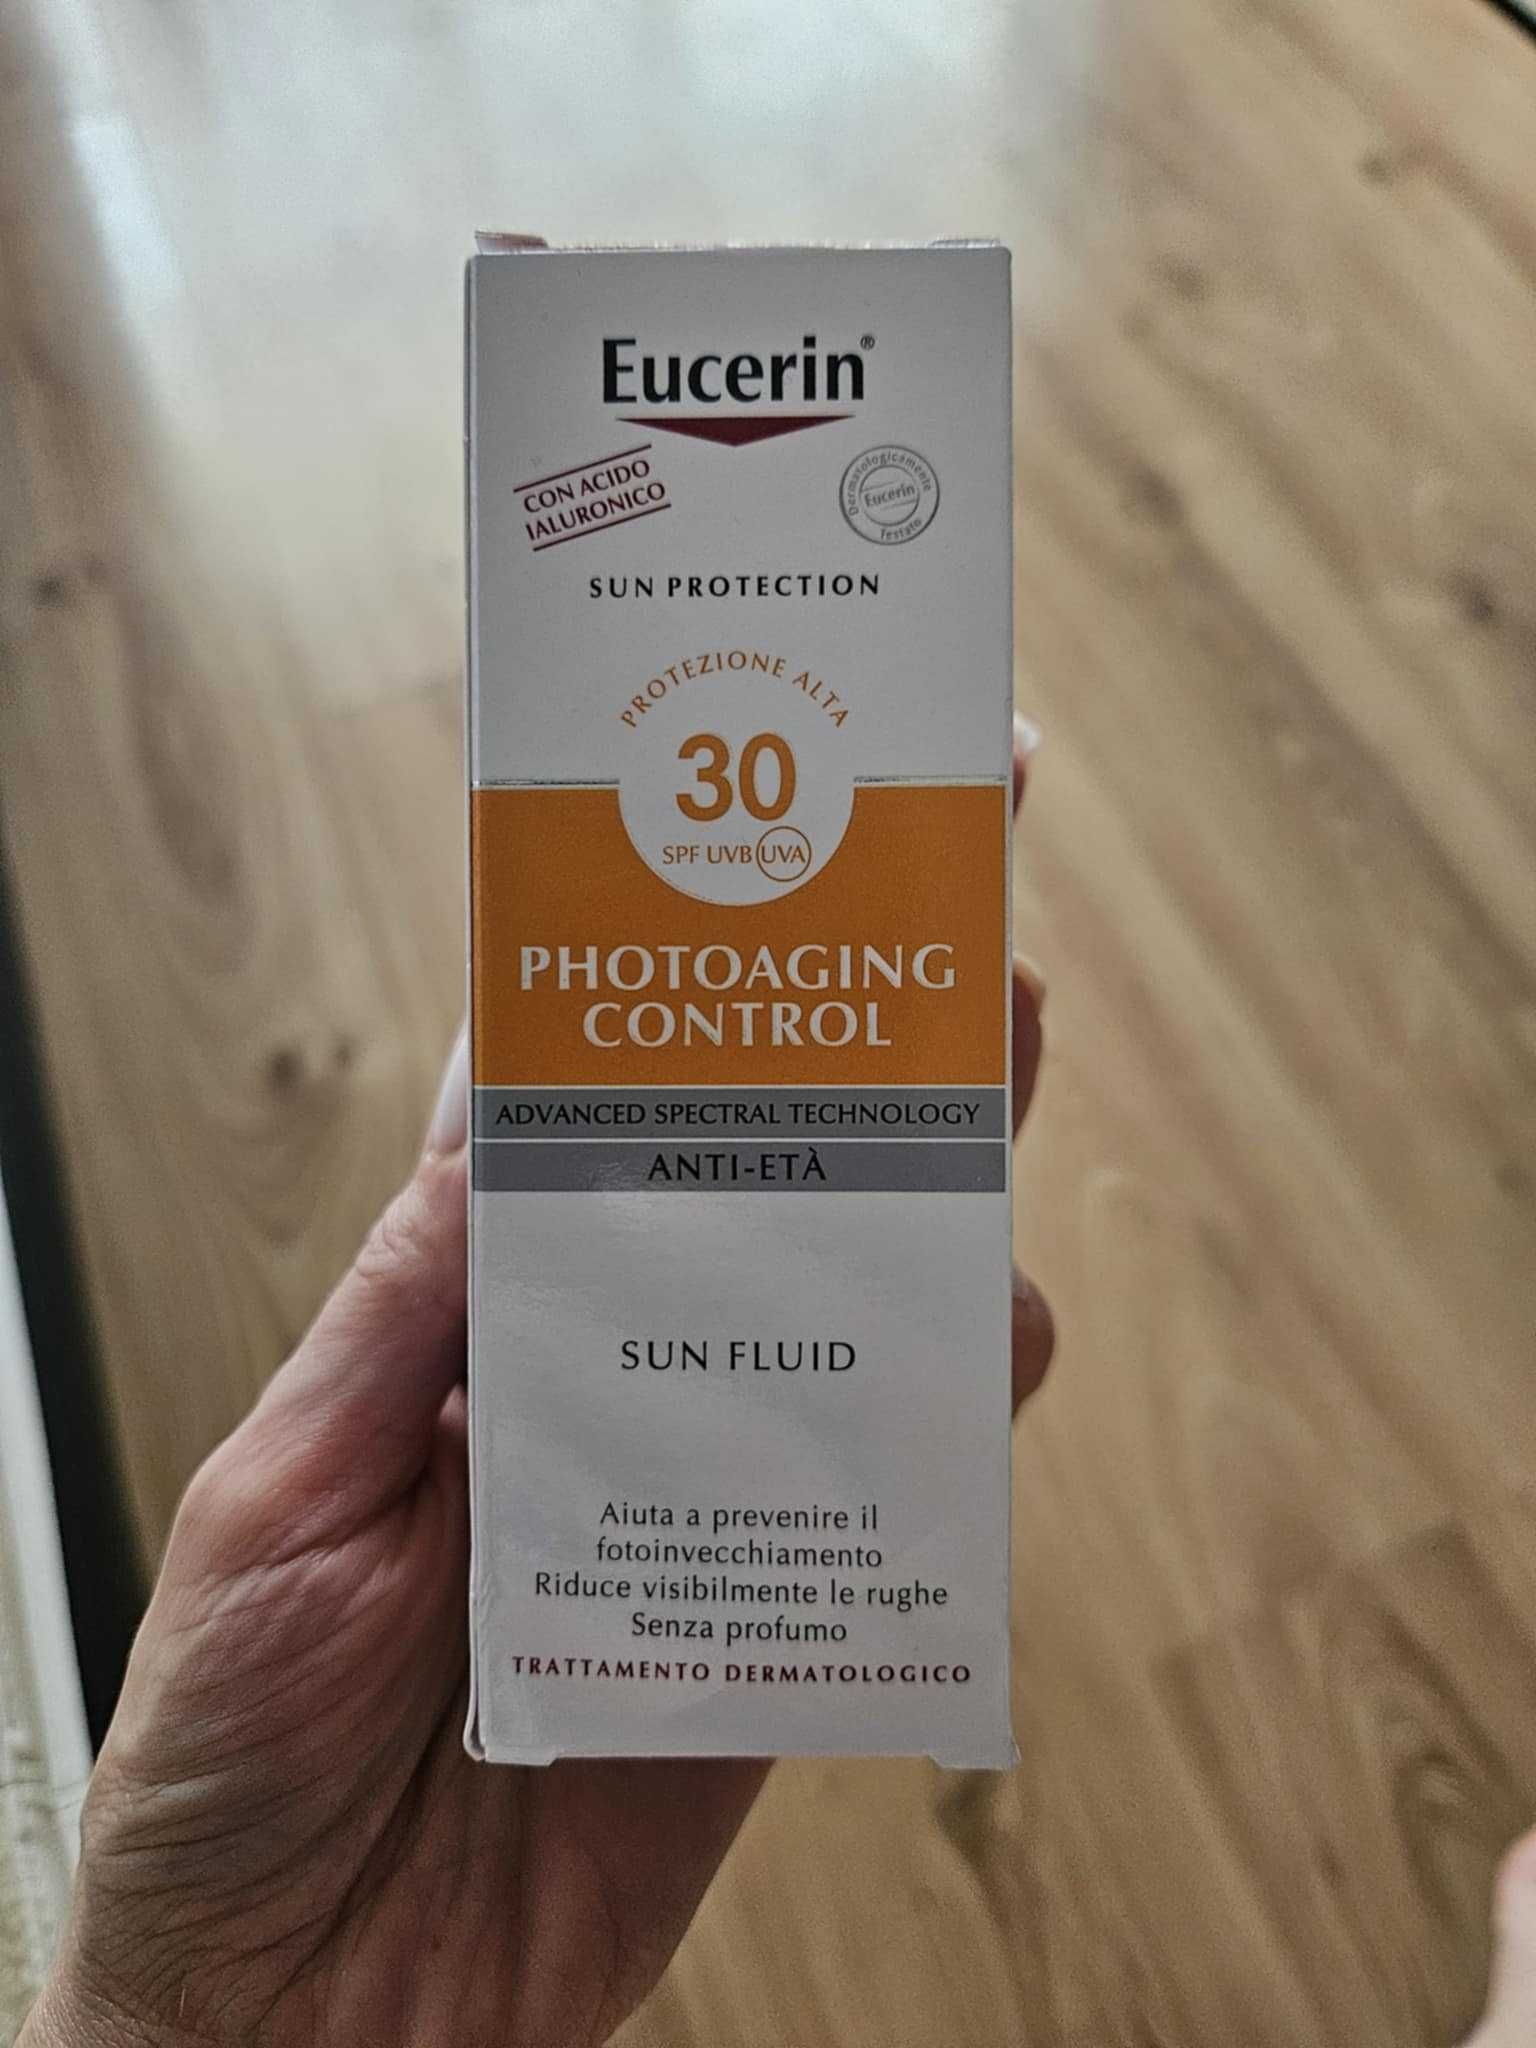 Eucerin®
CON ACIDO
IALURONICO
Dermatologicamente
Eucerin
Testato
SUN PROTECTION
PROTEZIONE ALTA
30
SPF UVB UVA
PHOTOAGING
CONTROL
ADVANCED SPECTRAL TECHNOLOGY
ANTI-ETÀ
SUN FLUID
Aiuta a prevenire il
fotoinvecchiamento
Riduce visibilmente le rughe
Senza profumo
TRATTAMENTO DERMATOLOGICO